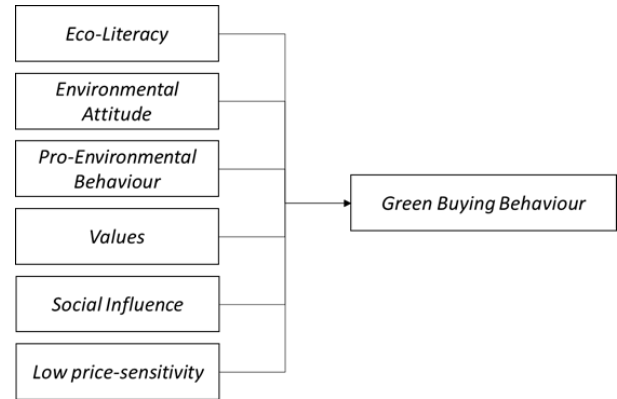 Eco-Literacy
Environmental
Attitude
Pro-Environmental
Behaviour
Values
Social Influence
Low price-sensitivity
Green Buying Behaviour